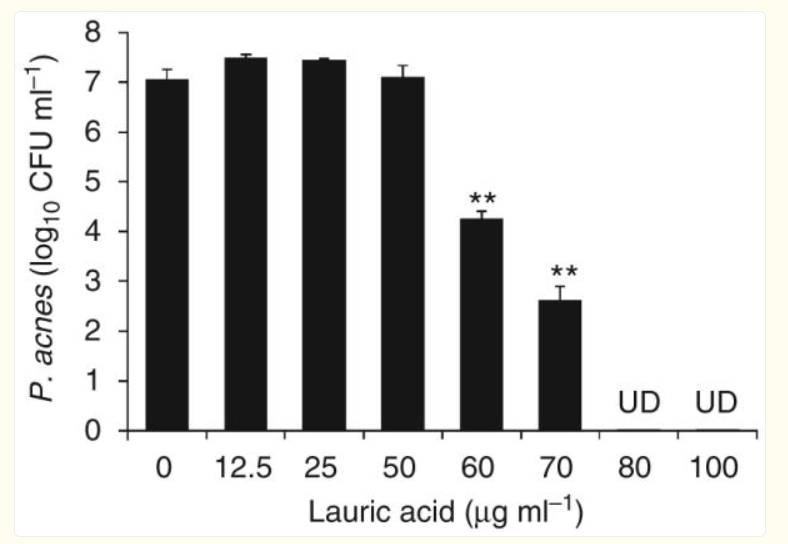 8
7
6
5
4
3
2
1
0
P. acnes (log₁₀ CFU ml⁻¹)
**
**
UD UD
0 12.5 25 50 60 70 80 100
Lauric acid (μg ml⁻¹)